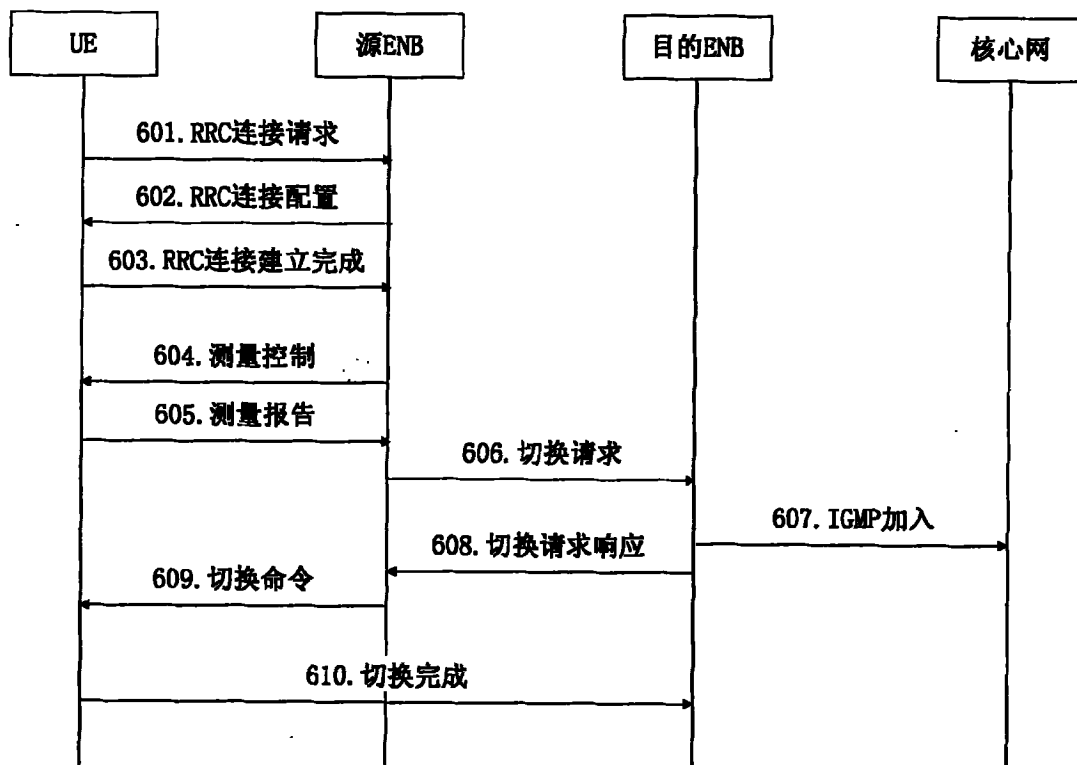 UE
源ENB
目的ENB
核心网
601.RRC连接请求
602.RRC连接配置
603.RRC连接建立完成
604.测量控制
605.测量报告
606.切换请求
607.IGMP加入
608.切换请求响应
609.切换命令
610.切换完成